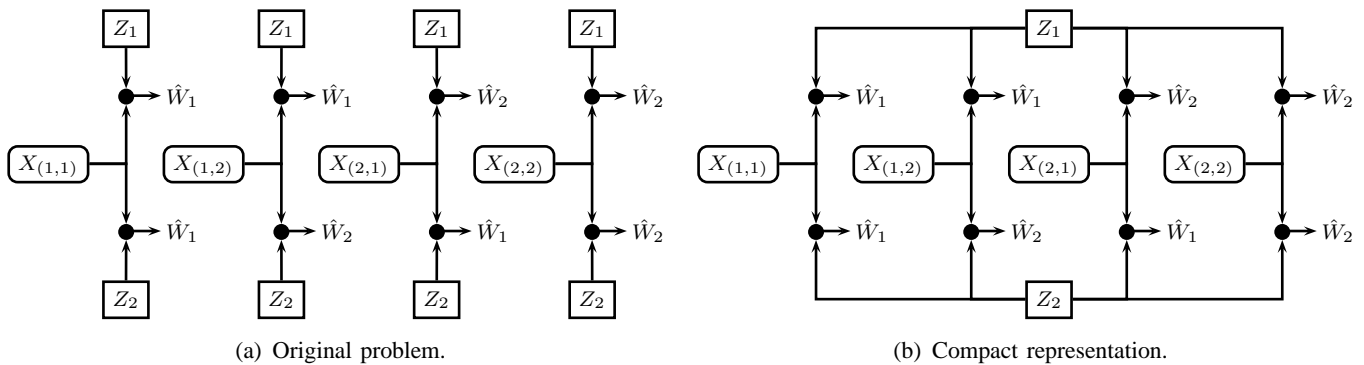 Z₁ Z₁ Z₁ Z₁ Z₁
Ŵ₁ Ŵ₁ Ŵ₂ Ŵ₂ Ŵ₁ Ŵ₁ Ŵ₂ Ŵ₂
X₍₁,₁₎ X₍₁,₂₎ X₍₂,₁₎ X₍₂,₂₎ X₍₁,₁₎ X₍₁,₂₎ X₍₂,₁₎ X₍₂,₂₎
Ŵ₁ Ŵ₂ Ŵ₁ Ŵ₂ Ŵ₁ Ŵ₂ Ŵ₁ Ŵ₂
Z₂ Z₂ Z₂ Z₂ Z₂
(a) Original problem. (b) Compact representation.